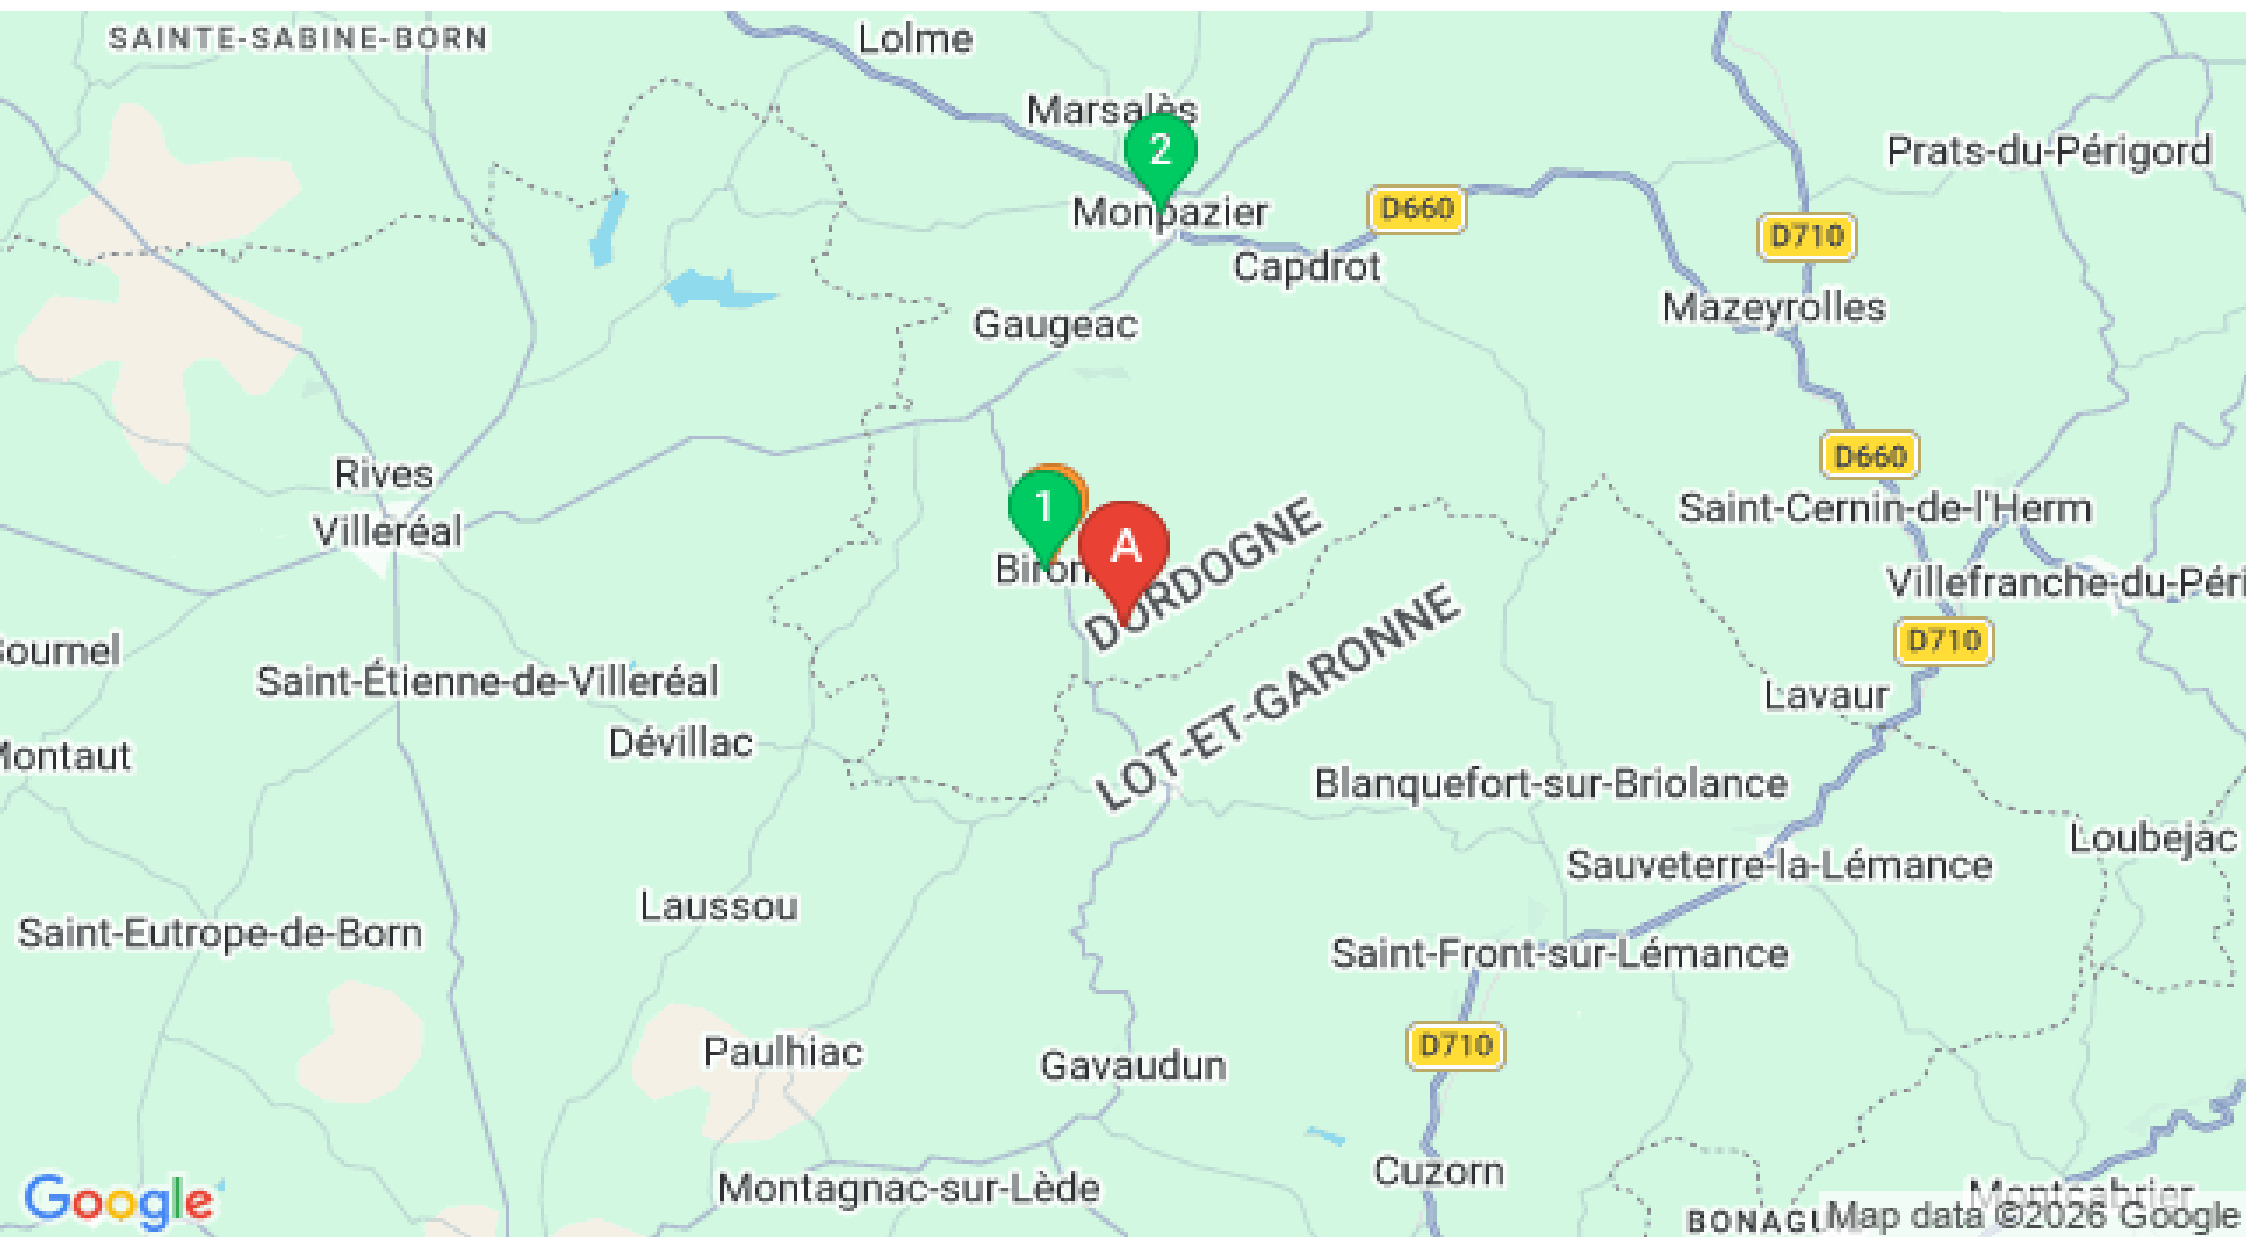 SAINTE-SABINE-BORN
Lolme
Marsalès
2
Prats-du-Périgord
Monpazier
D660
D710
Capdrot
Mazeyrolles
Gaugeac
D660
Rives
1
Saint-Cernin-de-l'Herm
Villeréal
A
Biron
DORDOGNE
Villefranche-du-Péri
D710
ournel
Saint-Étienne-de-Villeréal
LOT-ET-GARONNE
Lavaur
Dévillac
ontaut
Blanquefort-sur-Briolance
Loubejac
Sauveterre-la-Lémance
Laussou
Saint-Eutrope-de-Born
Saint-Front-sur-Lémance
D710
Paulhiac
Gavaudun
Cuzorn
Montagnac-sur-Lède
Montcabrier
Google
BONAGU
Map data ©2026 Google